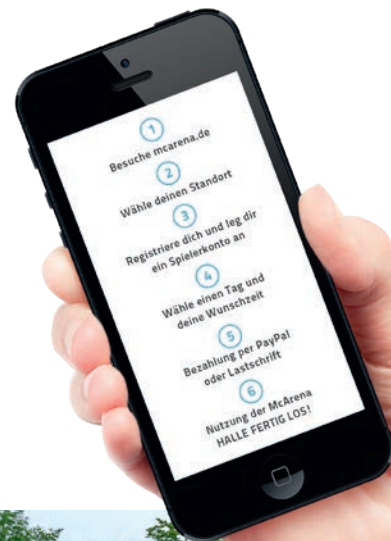 1
Besuche mcarena.de
2
Wähle deinen Standort
3
Registriere dich und leg dir
ein Spielerkonto an
4
Wähle einen Tag und
deine Wunschzeit
5
Bezahlung per PayPal
oder Lastschrift
6
Nutzung der McArena
HALLE FERTIG LOS!